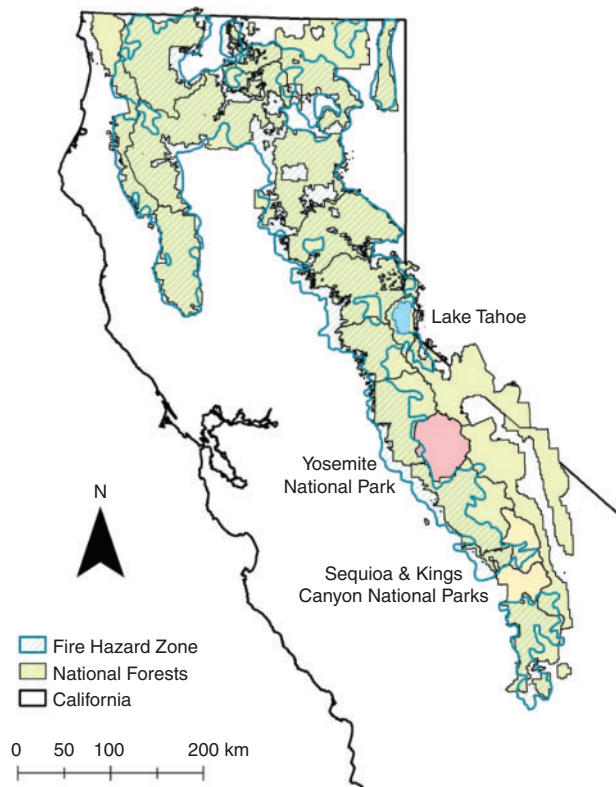 Lake Tahoe
Yosemite
National Park
N
Sequioa & Kings
Canyon National Parks
Fire Hazard Zone
National Forests
California
0 50 100 200 km